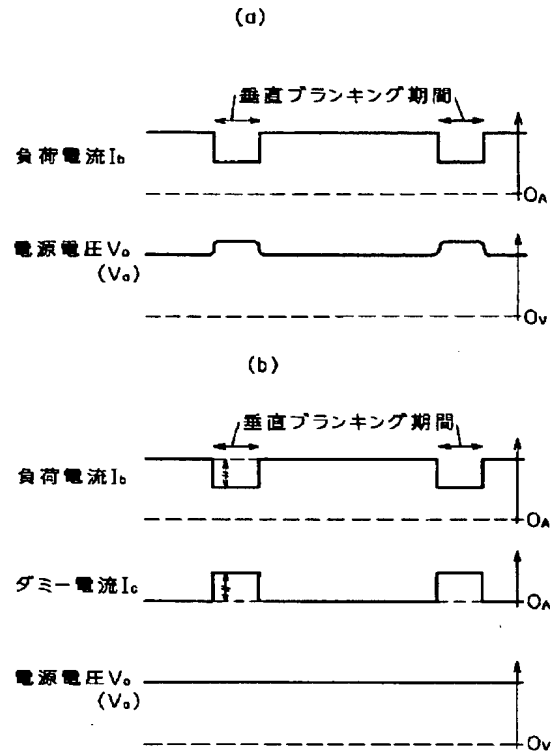 (a)
垂直ブランキング期間
負荷電流Ib
OA
電源電圧Vo
(Va)
Ov
(b)
垂直ブランキング期間
負荷電流Ib
OA
ダミー電流Ic
OA
電源電圧Vo
(Va)
Ov